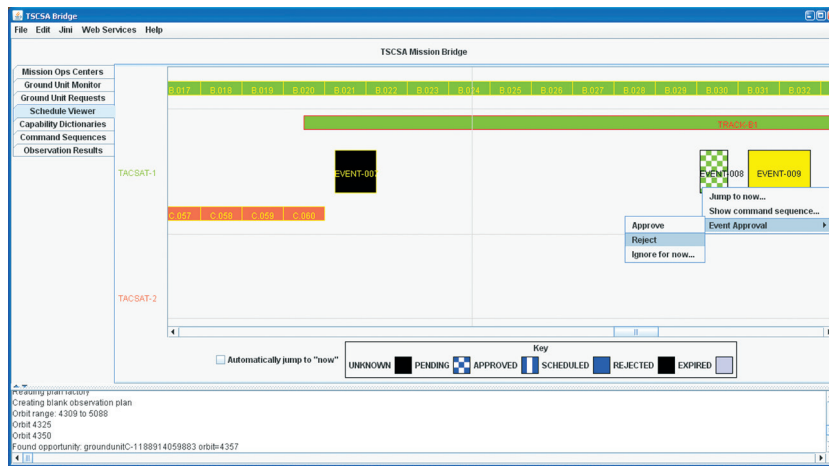 TSCSA Bridge
File Edit Jini Web Services Help
TSCSA Mission Bridge
Mission Ops Centers
Ground Unit Monitor
Ground Unit Requests
Schedule Viewer
Capability Dictionaries
Command Sequences
Observation Results
B.017 B.018 B.019 B.020 B.021 B.022 B.023 B.024 B.025 B.026 B.027 B.028 B.029 B.030 B.031 B.032
TRACK-B1
TACSAT-1
EVENT-007
EVENT-008
EVENT-009
Jump to now...
C.057 C.058 C.059 C.060
Show command sequence...
Approve
Event Approval
Reject
Ignore for now...
TACSAT-2
Automatically jump to "now"
Key
UNKNOWN PENDING APPROVED SCHEDULED REJECTED EXPIRED
Reading plan factory
Creating blank observation plan
Orbit range: 4309 to 5088
Orbit 4325
Orbit 4350
Found opportunity: groundunitC-1188914059883 orbit=4357